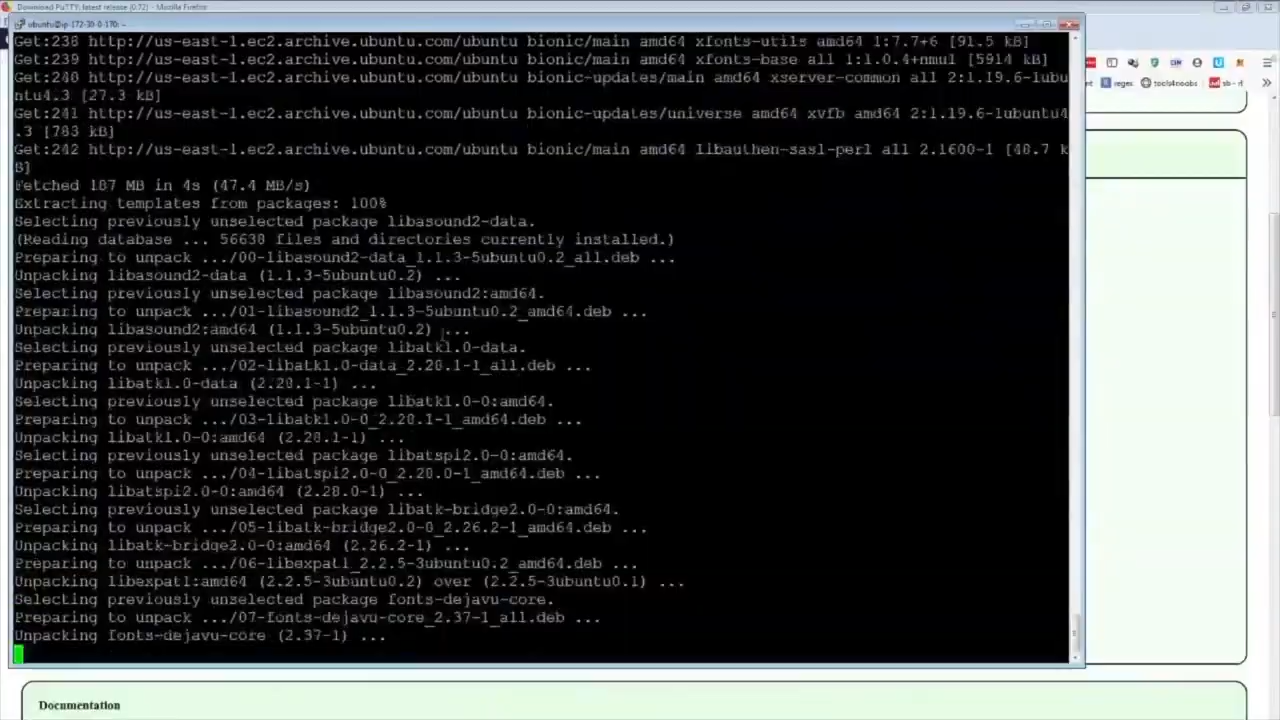 Download PuTTY: latest release (0.72) - Mozilla Firefox
ubuntu@ip-172-30-0-170: ~
Get:238 http://us-east-1.ec2.archive.ubuntu.com/ubuntu bionic/main amd64 xfonts-utils amd64 1:7.7+6 [91.5 kB]
Get:239 http://us-east-1.ec2.archive.ubuntu.com/ubuntu bionic/main amd64 xfonts-base all 1:1.0.4+nmu1 [5914 kB]
Get:240 http://us-east-1.ec2.archive.ubuntu.com/ubuntu bionic-updates/main amd64 xserver-common all 2:1.19.6-1ubu
ntu4.3 [27.3 kB]
Get:241 http://us-east-1.ec2.archive.ubuntu.com/ubuntu bionic-updates/universe amd64 xvfb amd64 2:1.19.6-1ubuntu4
.3 [783 kB]
Get:242 http://us-east-1.ec2.archive.ubuntu.com/ubuntu bionic/main amd64 libauthen-sasl-perl all 2.1600-1 [48.7 k
B]
Fetched 187 MB in 4s (47.4 MB/s)
Extracting templates from packages: 100%
Selecting previously unselected package libasound2-data.
(Reading database ... 56638 files and directories currently installed.)
Preparing to unpack .../00-libasound2-data_1.1.3-5ubuntu0.2_all.deb ...
Unpacking libasound2-data (1.1.3-5ubuntu0.2) ...
Selecting previously unselected package libasound2:amd64.
Preparing to unpack .../01-libasound2_1.1.3-5ubuntu0.2_amd64.deb ...
Unpacking libasound2:amd64 (1.1.3-5ubuntu0.2) ...
Selecting previously unselected package libatk1.0-data.
Preparing to unpack .../02-libatk1.0-data_2.28.1-1_all.deb ...
Unpacking libatk1.0-data (2.28.1-1) ...
Selecting previously unselected package libatk1.0-0:amd64.
Preparing to unpack .../03-libatk1.0-0_2.28.1-1_amd64.deb ...
Unpacking libatk1.0-0:amd64 (2.28.1-1) ...
Selecting previously unselected package libatspi2.0-0:amd64.
Preparing to unpack .../04-libatspi2.0-0_2.28.0-1_amd64.deb ...
Unpacking libatspi2.0-0:amd64 (2.28.0-1) ...
Selecting previously unselected package libatk-bridge2.0-0:amd64.
Preparing to unpack .../05-libatk-bridge2.0-0_2.26.2-1_amd64.deb ...
Unpacking libatk-bridge2.0-0:amd64 (2.26.2-1) ...
Preparing to unpack .../06-libexpat1_2.2.5-3ubuntu0.2_amd64.deb ...
Unpacking libexpat1:amd64 (2.2.5-3ubuntu0.2) over (2.2.5-3ubuntu0.1) ...
Selecting previously unselected package fonts-dejavu-core.
Preparing to unpack .../07-fonts-dejavu-core_2.37-1_all.deb ...
Unpacking fonts-dejavu-core (2.37-1) ...
regex
tools4noobs
Documentation